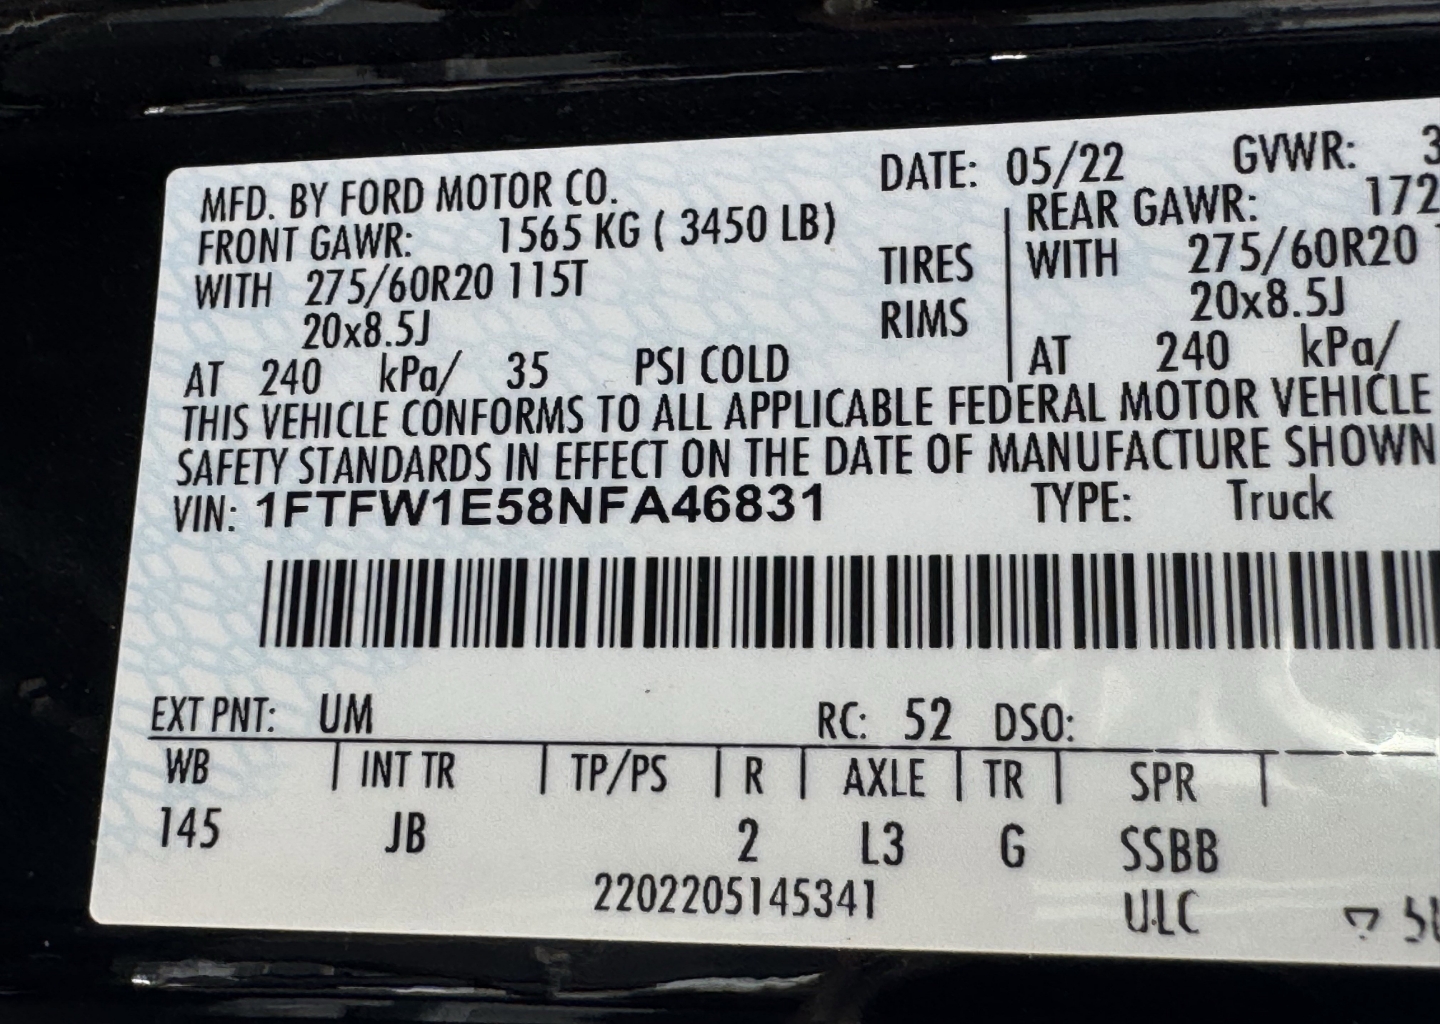 MFD. BY FORD MOTOR CO. DATE: 05/22 GVWR: 3
FRONT GAWR: 1565 KG ( 3450 LB) REAR GAWR: 172
WITH 275/60R20 115T TIRES WITH 275/60R20
20x8.5J RIMS 20x8.5J
AT 240 kPa/ 35 PSI COLD AT 240 kPa/
THIS VEHICLE CONFORMS TO ALL APPLICABLE FEDERAL MOTOR VEHICLE
SAFETY STANDARDS IN EFFECT ON THE DATE OF MANUFACTURE SHOWN
VIN: 1FTFW1E58NFA46831 TYPE: Truck
EXT PNT: UM RC: 52 DSO:
WB | INT TR | TP/PS | R | AXLE | TR | SPR |
145 JB 2 L3 G SSBB
2202205145341 ULC